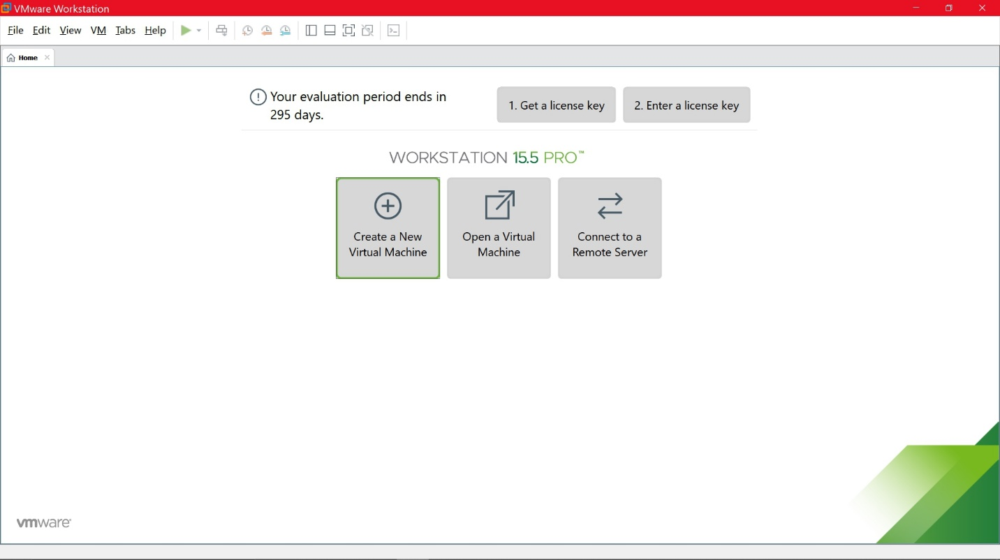 VMware Workstation
File Edit View VM Tabs Help
Home
Your evaluation period ends in
295 days.
1. Get a license key
2. Enter a license key
WORKSTATION 15.5 PRO™
Create a New
Virtual Machine
Open a Virtual
Machine
Connect to a
Remote Server
vmware®